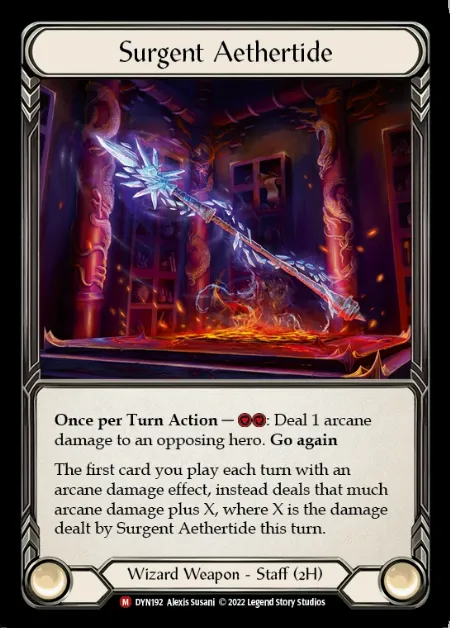 Surgent Aethertide
Once per Turn Action — : Deal 1 arcane
damage to an opposing hero. Go again
The first card you play each turn with an
arcane damage effect, instead deals that much
arcane damage plus X, where X is the damage
dealt by Surgent Aethertide this turn.
Wizard Weapon - Staff (2H)
M DYN192 Alexis Susani © 2022 Legend Story Studios